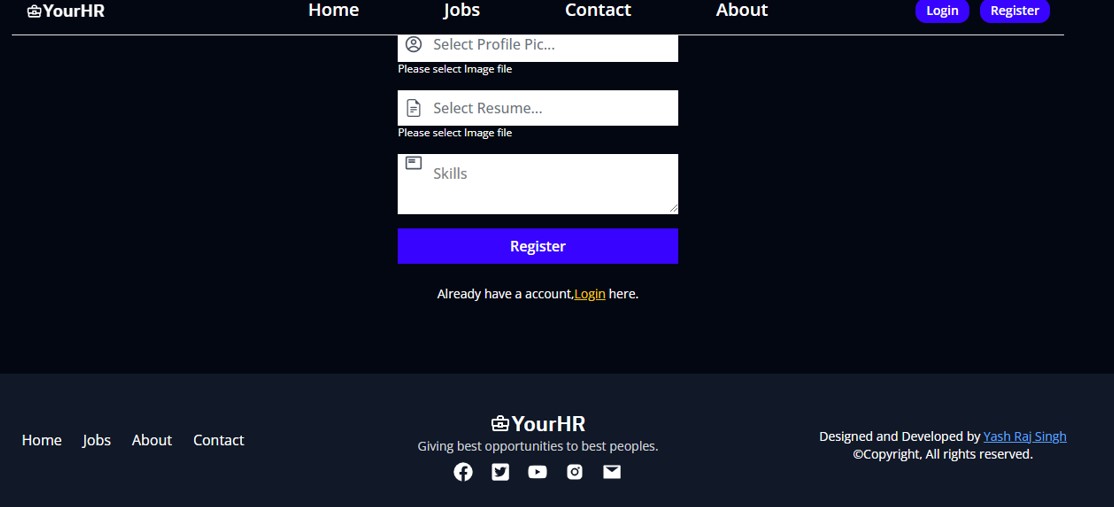 YourHR Home Jobs Contact About Login Register
Select Profile Pic...
Please select Image file
Select Resume...
Please select Image file
Skills
Register
Already have a account,Login here.
Home Jobs About Contact
YourHR
Giving best opportunities to best peoples.
Designed and Developed by Yash Raj Singh
©Copyright, All rights reserved.